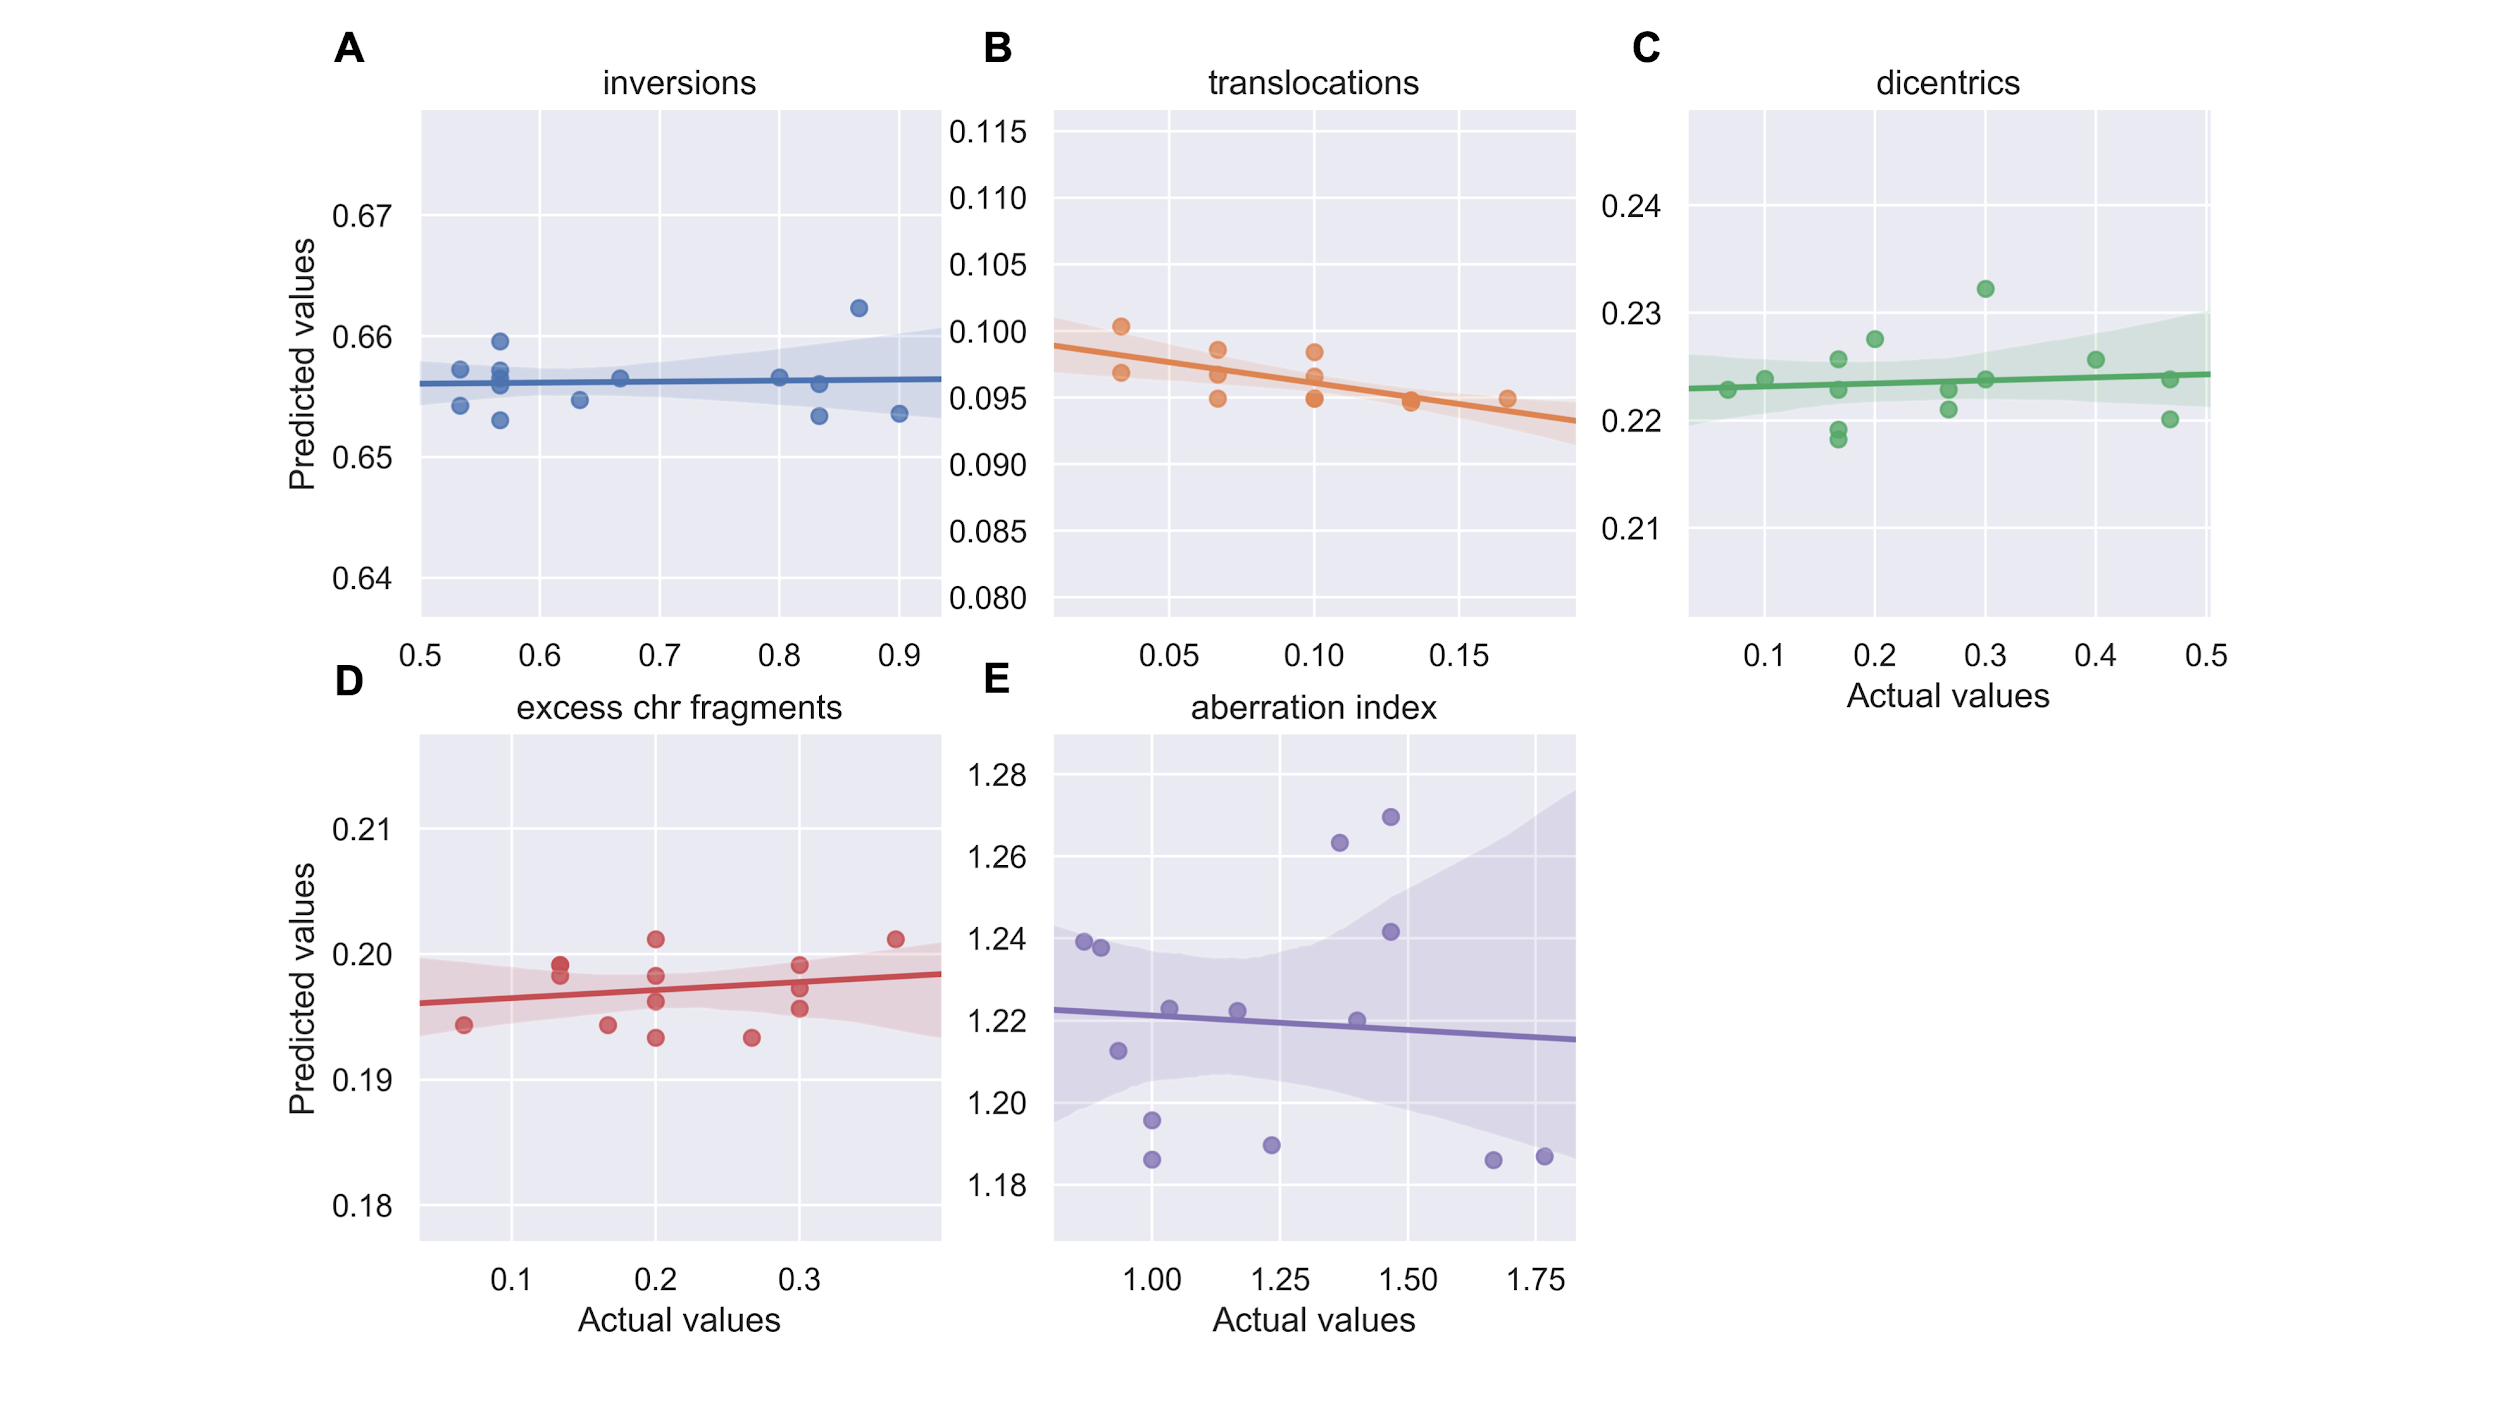 A
B
C
inversions
translocations
dicentrics
Predicted values
0.67
0.66
0.65
0.64
0.5 0.6 0.7 0.8 0.9
0.115
0.110
0.105
0.100
0.095
0.090
0.085
0.080
0.05 0.10 0.15
0.24
0.23
0.22
0.21
0.1 0.2 0.3 0.4 0.5
Actual values
D
E
excess chr fragments
aberration index
Predicted values
0.21
0.20
0.19
0.18
0.1 0.2 0.3
Actual values
1.28
1.26
1.24
1.22
1.20
1.18
1.00 1.25 1.50 1.75
Actual values